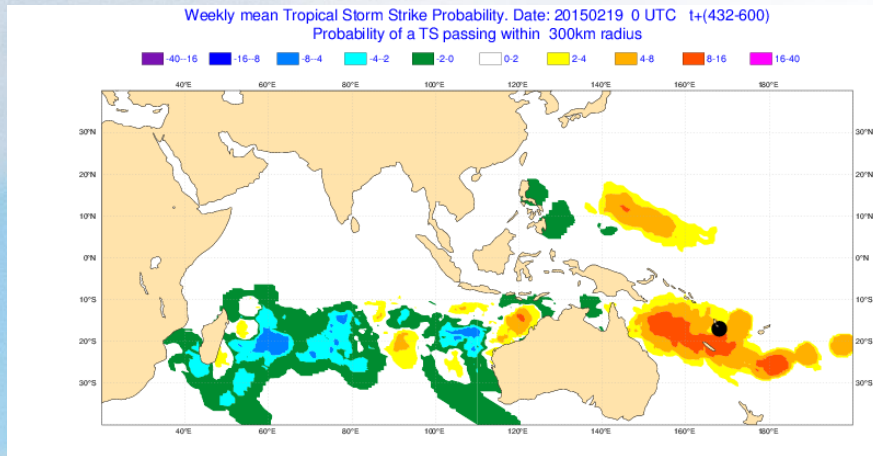 Weekly mean Tropical Storm Strike Probability. Date: 20150219 0 UTC t+(432-600)
Probability of a TS passing within 300km radius
-40--16 -16--8 -8--4 -4--2 -2-0 0-2 2-4 4-8 8-16 16-40
40°E 60°E 80°E 100°E 120°E 140°E 160°E 180°E
30°N 30°N
20°N 20°N
10°N 10°N
0°N 0°N
10°S 10°S
20°S 20°S
30°S 30°S
40°E 60°E 80°E 100°E 120°E 140°E 160°E 180°E